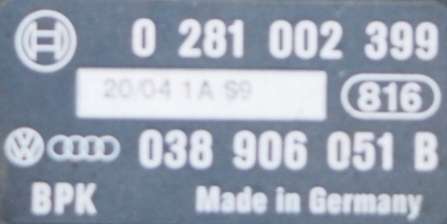 0 281 002 399
20/04 1A S9
816
038 906 051 B
BPK Made in Germany